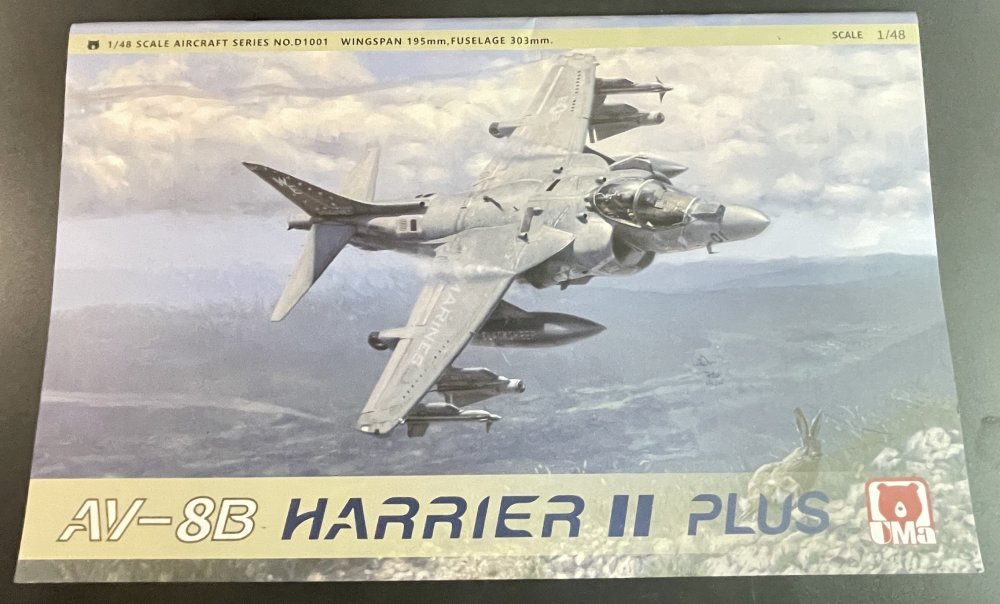 1/48 SCALE AIRCRAFT SERIES NO.D1001 WINGSPAN 195mm,FUSELAGE 303mm.
SCALE 1/48
MARINES
01
AV-8B HARRIER II PLUS
UMa